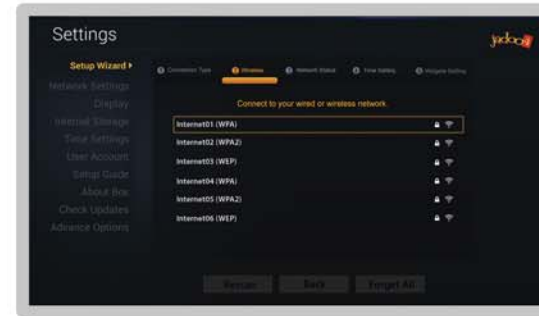 Settings
jadoo
Setup Wizard
Network Settings
Display
Internal Storage
Time Settings
User Account
Setup Guide
About Box
Check Updates
Advance Options
Connection Type
Wireless
Network Status
Time Setting
Connect to your wired or wireless network.
Internet01 (WPA)
Internet02 (WPA2)
Internet03 (WEP)
Internet04 (WPA)
Internet05 (WPA2)
Internet06 (WEP)
Rescan Back Forget All